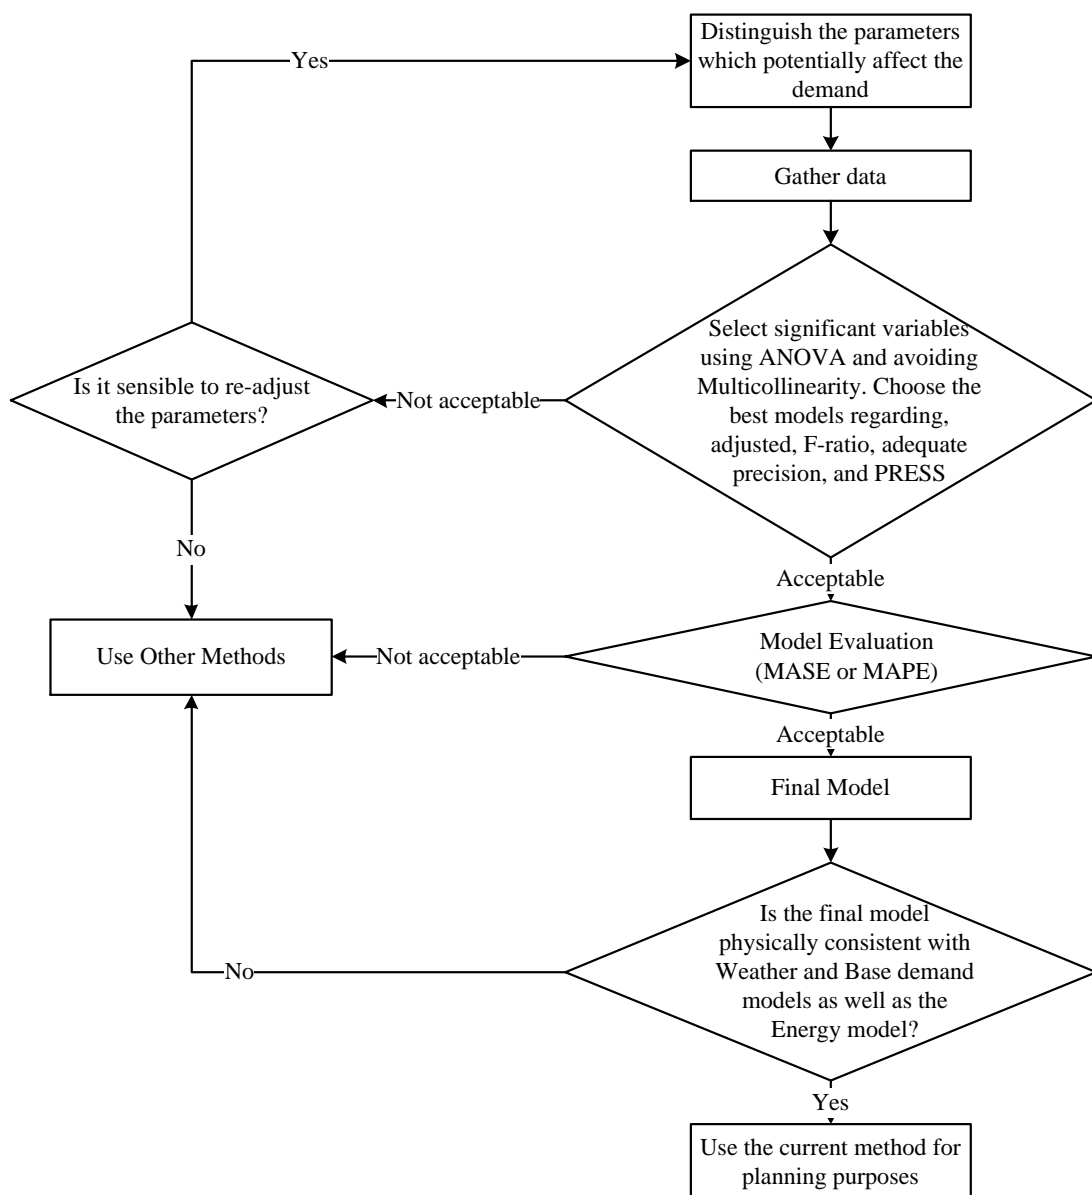 Distinguish the parameters
which potentially affect the
demand
Yes
Gather data
Select significant variables
using ANOVA and avoiding
Multicollinearity. Choose the
best models regarding,
adjusted, F-ratio, adequate
precision, and PRESS
Not acceptable
Is it sensible to re-adjust
the parameters?
No
Acceptable
Model Evaluation
(MASE or MAPE)
Not acceptable
Use Other Methods
Acceptable
Final Model
Is the final model
physically consistent with
Weather and Base demand
models as well as the
Energy model?
No
Yes
Use the current method for
planning purposes